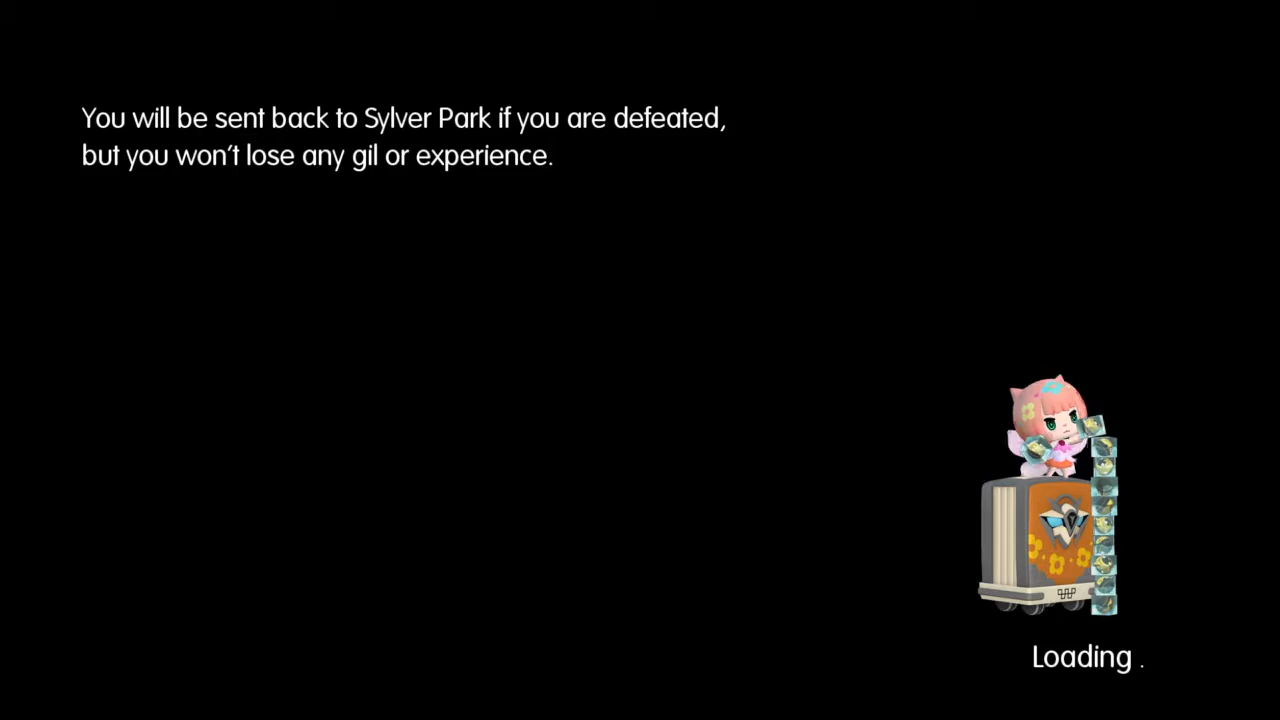 You will be sent back to Sylver Park if you are defeated,
but you won't lose any gil or experience.
Loading .